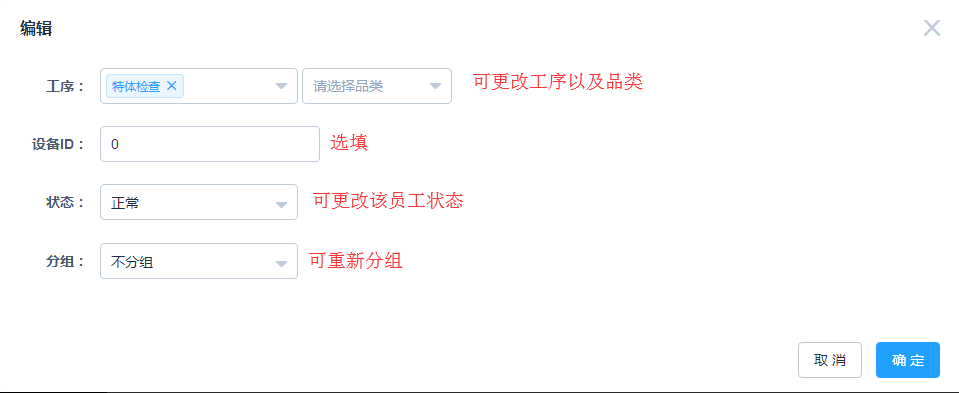 编辑
工序： 特体检查 请选择品类 可更改工序以及品类
设备ID： 0 选填
状态： 正常 可更改该员工状态
分组： 不分组 可重新分组
取消 确定